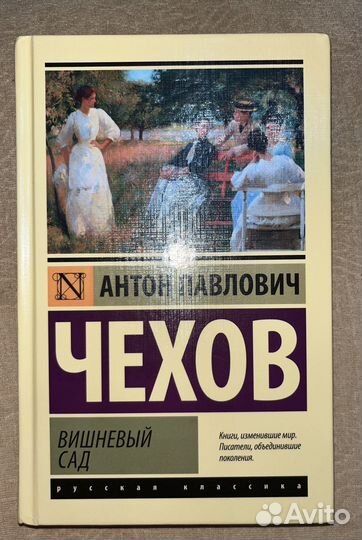 N
АНТОН ПАВЛОВИЧ
ЧЕХОВ
ВИШНЕВЫЙ
САД
Книги, изменившие мир.
Писатели, объединившие
поколения.
русская классика
Avito